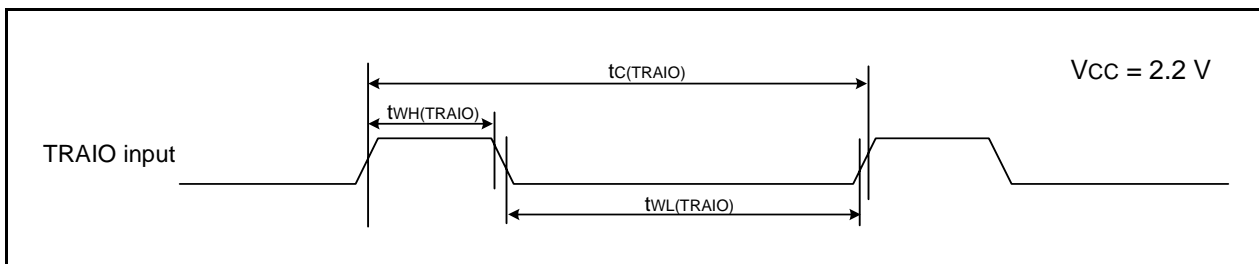 tC(TRAIO)
VCC = 2.2 V
tWH(TRAIO)
TRAIO input
tWL(TRAIO)